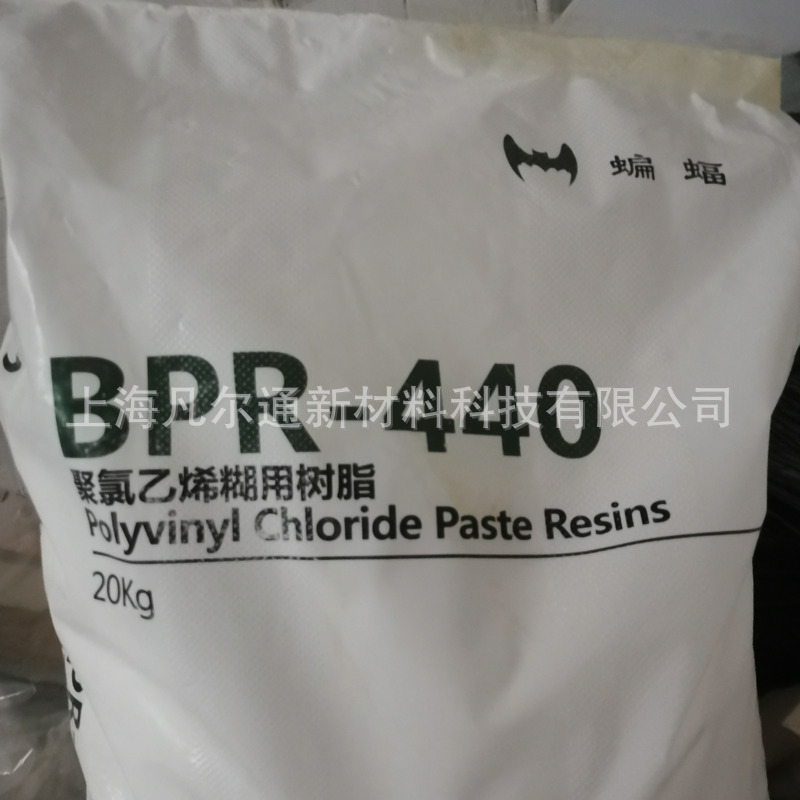 蝙蝠
BPR-440
上海凡尔通新材料科技有限公司
聚氯乙烯糊用树脂
Polyvinyl Chloride Paste Resins
20Kg